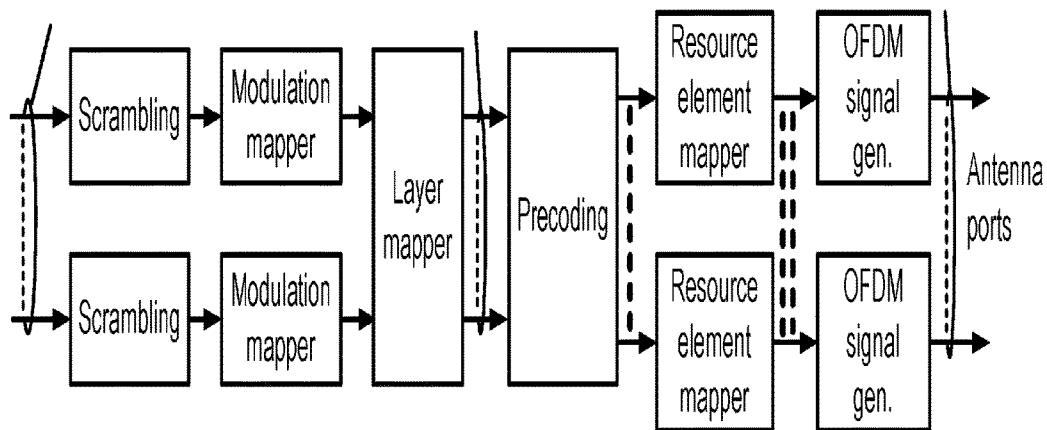 Scrambling
Modulation
mapper
Layer
mapper
Precoding
Resource
element
mapper
OFDM
signal
gen.
Antenna
ports
Scrambling
Modulation
mapper
Resource
element
mapper
OFDM
signal
gen.